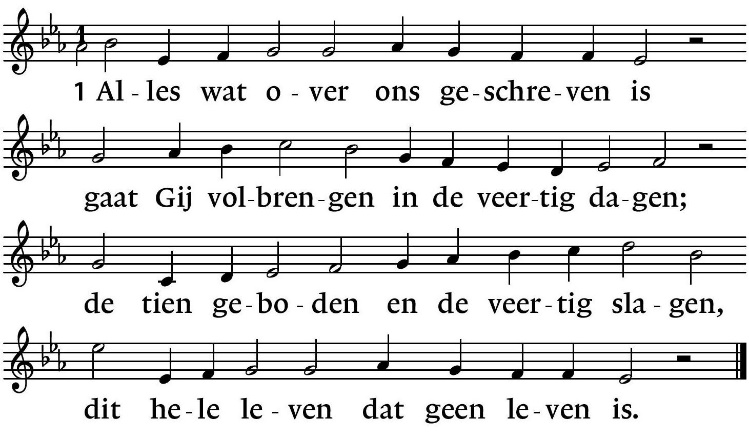 1
1 Al - les wat o - ver ons ge - schre - ven is
gaat Gij vol - bren - gen in de veer - tig da - gen;
de tien ge - bo - den en de veer - tig sla - gen,
dit he - le le - ven dat geen le - ven is.